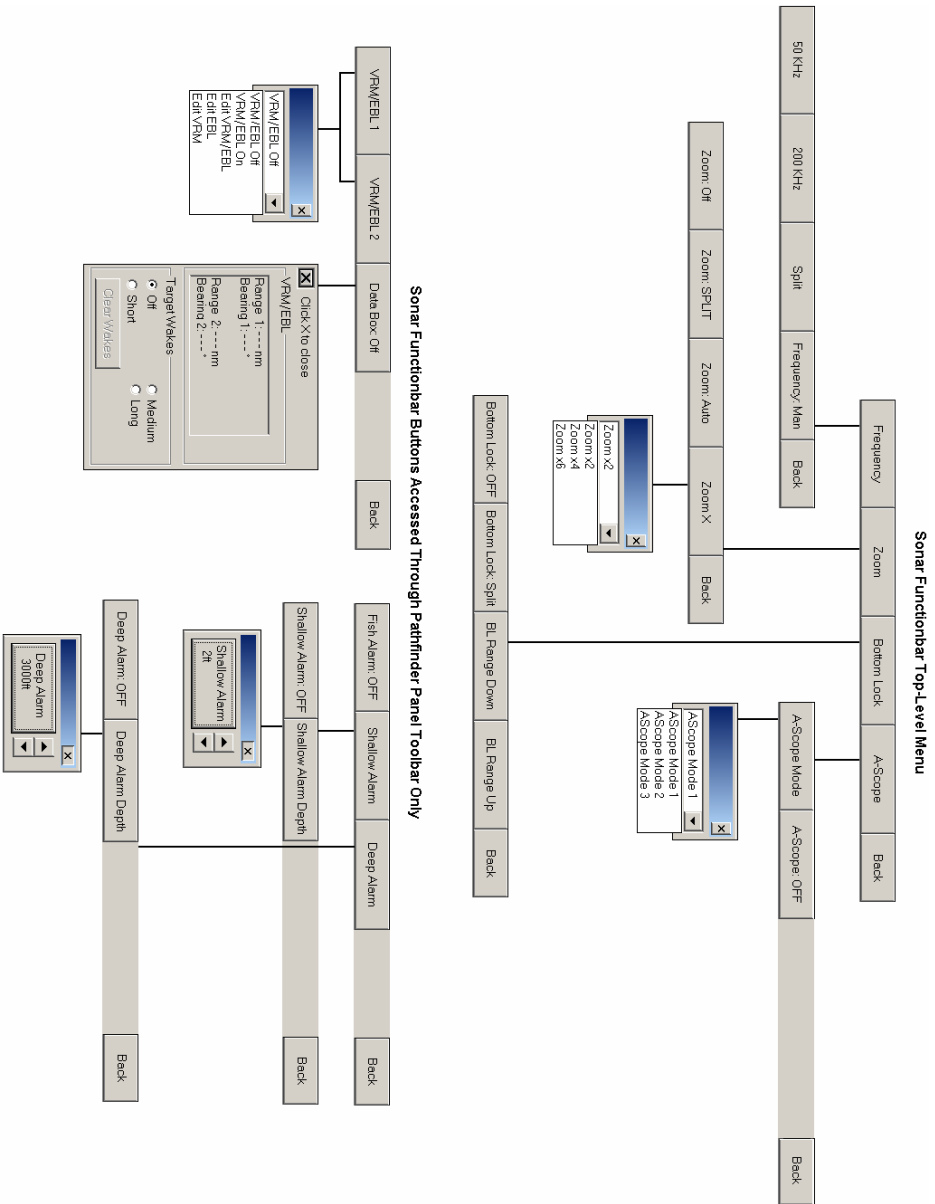 Sonar Functionbar Top-Level Menu
Frequency
Zoom
Bottom Lock
A-Scope
Back
50 KHz
200 KHz
Split
Frequency: Man
Back
A-Scope Mode
A-Scope: OFF
Back
AScope Mode 1
AScope Mode 1
AScope Mode 2
AScope Mode 3
Zoom: Off
Zoom: SPLIT
Zoom: Auto
Zoom X
Back
Zoom x2
Zoom x2
Zoom x4
Zoom x6
Bottom Lock: OFF
Bottom Lock: Split
BL Range Down
BL Range Up
Back
Sonar Functionbar Buttons Accessed Through Pathfinder Panel Toolbar Only
VRM/EBL 1
VRM/EBL 2
Data Box: Off
Back
VRM/EBL Off
VRM/EBL Off
VRM/EBL On
Edit VRM/EBL
Edit EBL
Edit VRM
X Click X to close
VRM/EBL
Range 1:--- nm
Bearing 1:---°
Range 2:--- nm
Bearing 2:---°
Target Wakes
Off
Medium
Short
Long
Clear Wakes
Fish Alarm: OFF
Shallow Alarm
Deep Alarm
Back
Shallow Alarm: OFF
Shallow Alarm Depth
Back
Shallow Alarm
2ft
Deep Alarm: OFF
Deep Alarm Depth
Back
Deep Alarm
3000ft